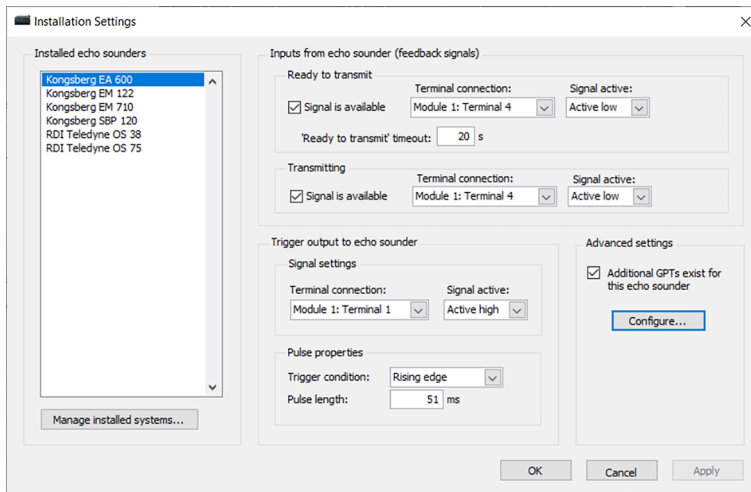 Installation Settings
Installed echo sounders
Kongsberg EA 600
Kongsberg EM 122
Kongsberg EM 710
Kongsberg SBP 120
RDI Teledyne OS 38
RDI Teledyne OS 75
Manage installed systems...
Inputs from echo sounder (feedback signals)
Ready to transmit
Terminal connection: Signal active:
Signal is available Module 1: Terminal 4 Active low
'Ready to transmit' timeout: 20 s
Transmitting
Terminal connection: Signal active:
Signal is available Module 1: Terminal 4 Active low
Trigger output to echo sounder
Signal settings
Terminal connection: Signal active:
Module 1: Terminal 1 Active high
Pulse properties
Trigger condition: Rising edge
Pulse length: 51 ms
Advanced settings
Additional GPTs exist for
this echo sounder
Configure...
OK Cancel Apply